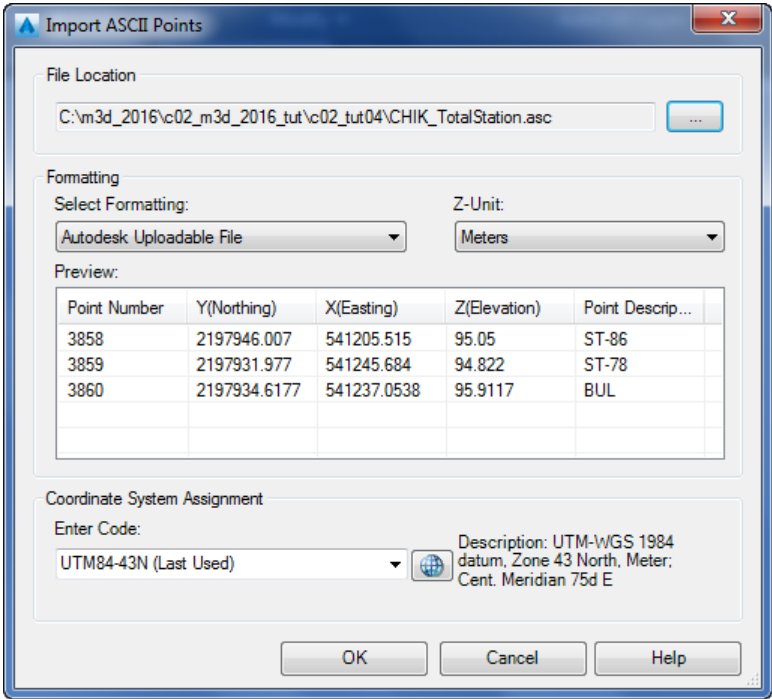 Import ASCII Points
File Location
C:\m3d_2016\c02_m3d_2016_tut\c02_tut04\CHIK_TotalStation.asc
...
Formatting
Select Formatting: Z-Unit:
Autodesk Uploadable File Meters
Preview:
Point Number Y(Northing) X(Easting) Z(Elevation) Point Descrip...
3858 2197946.007 541205.515 95.05 ST-86
3859 2197931.977 541245.684 94.822 ST-78
3860 2197934.6177 541237.0538 95.9117 BUL
Coordinate System Assignment
Enter Code:
UTM84-43N (Last Used)
Description: UTM-WGS 1984
datum, Zone 43 North, Meter;
Cent. Meridian 75d E
OK Cancel Help